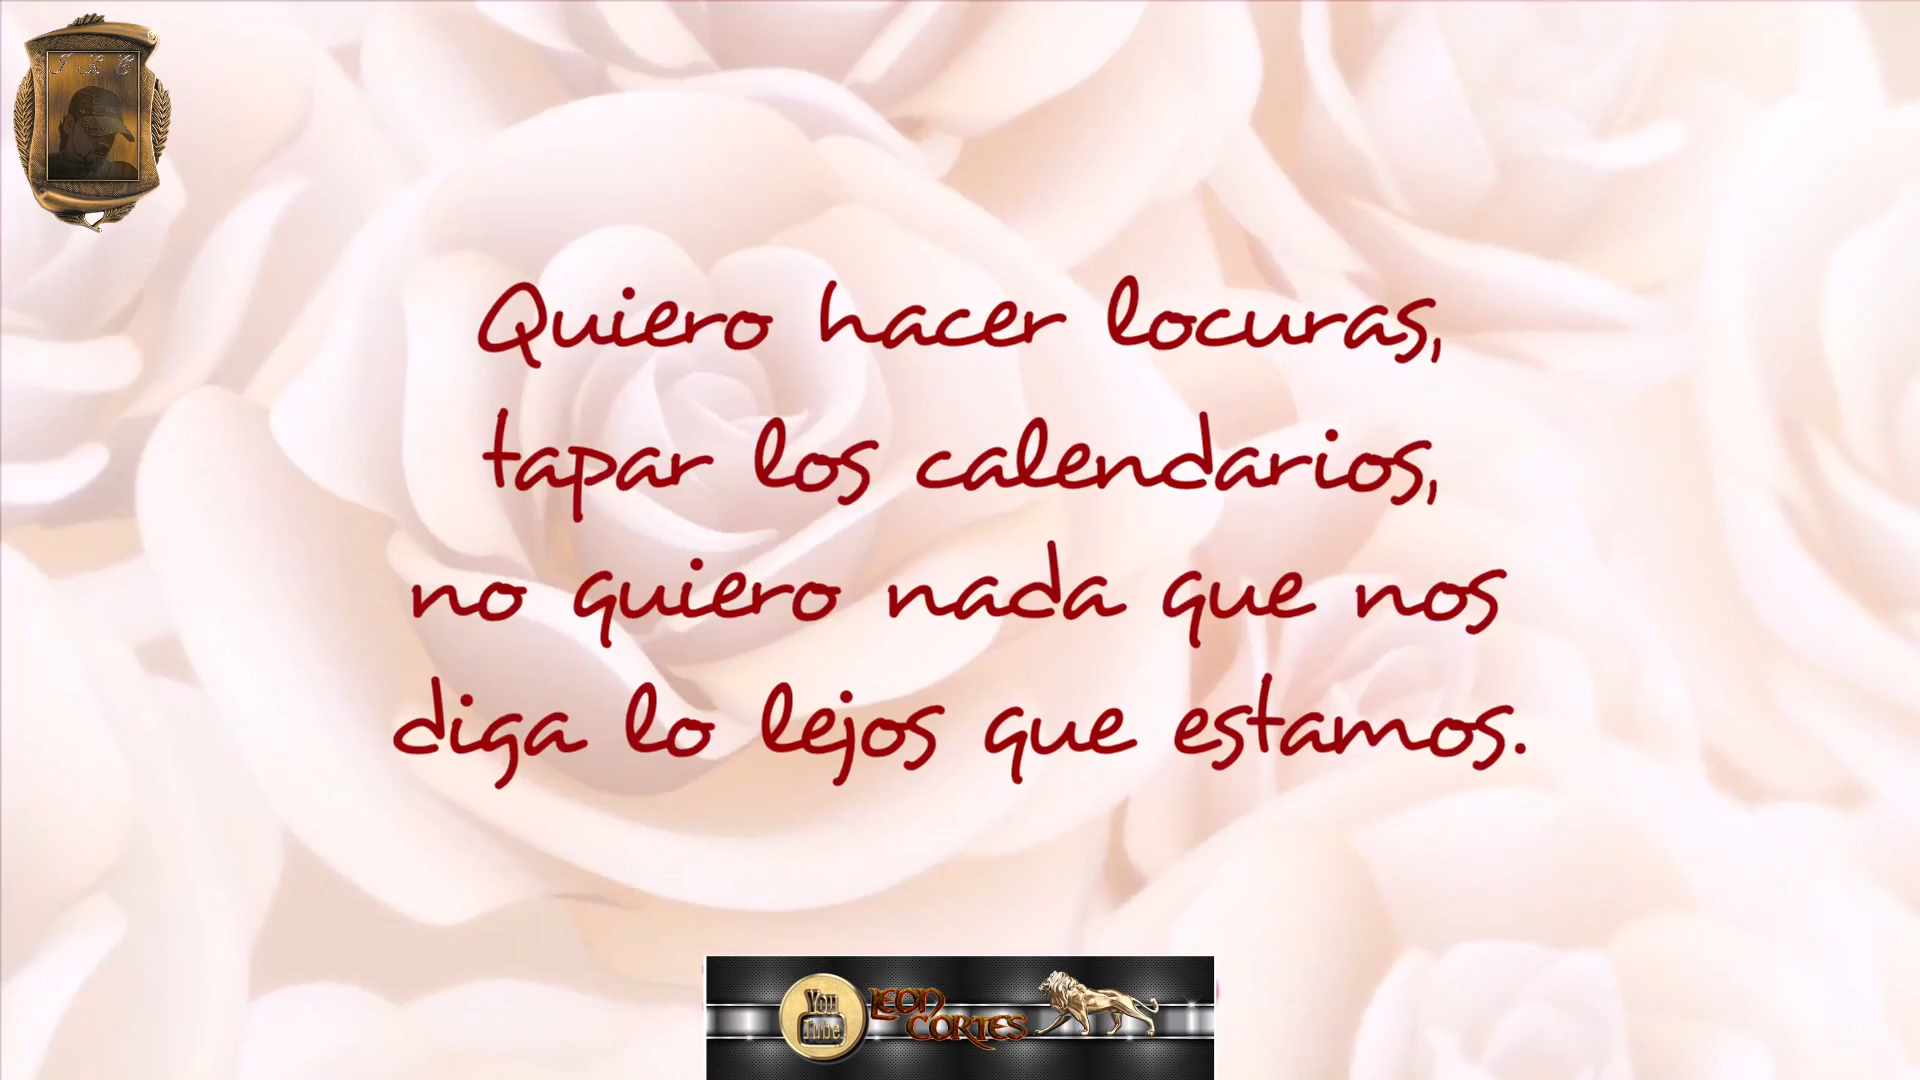 J L C
Quiero hacer locuras,
tapar los calendarios,
no quiero nada que nos
diga lo lejos que estamos.
You
Tube
LEON
CORTES